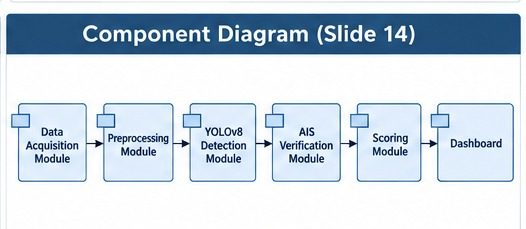 Component Diagram (Slide 14)
Data
Acquisition
Module
Preprocessing
Module
YOLOv8
Detection
Module
AIS
Verification
Module
Scoring
Module
Dashboard